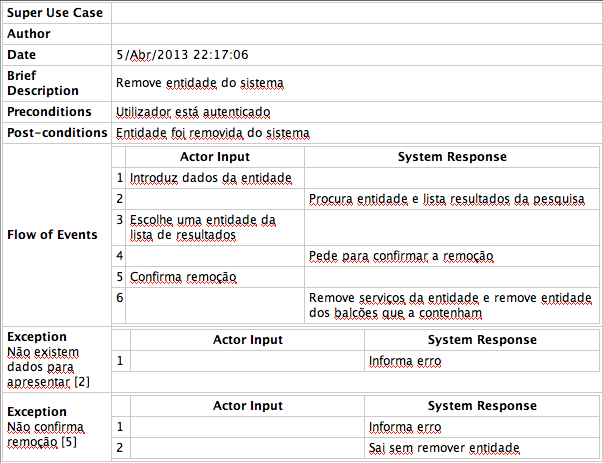 Super Use Case
Author
Date 5/Abr/2013 22:17:06
Brief
Description Remove entidade do sistema
Preconditions Utilizador está autenticado
Post-conditions Entidade foi removida do sistema
Flow of Events
Actor Input System Response
1 Introduz dados da entidade
2 Procura entidade e lista resultados da pesquisa
3 Escolhe uma entidade da
lista de resultados
4 Pede para confirmar a remoção
5 Confirma remoção
6 Remove serviços da entidade e remove entidade
dos balcões que a contenham
Exception
Não existem
dados para
apresentar [2]
Actor Input System Response
1 Informa erro
Exception
Não confirma
remoção [5]
Actor Input System Response
1 Informa erro
2 Sai sem remover entidade